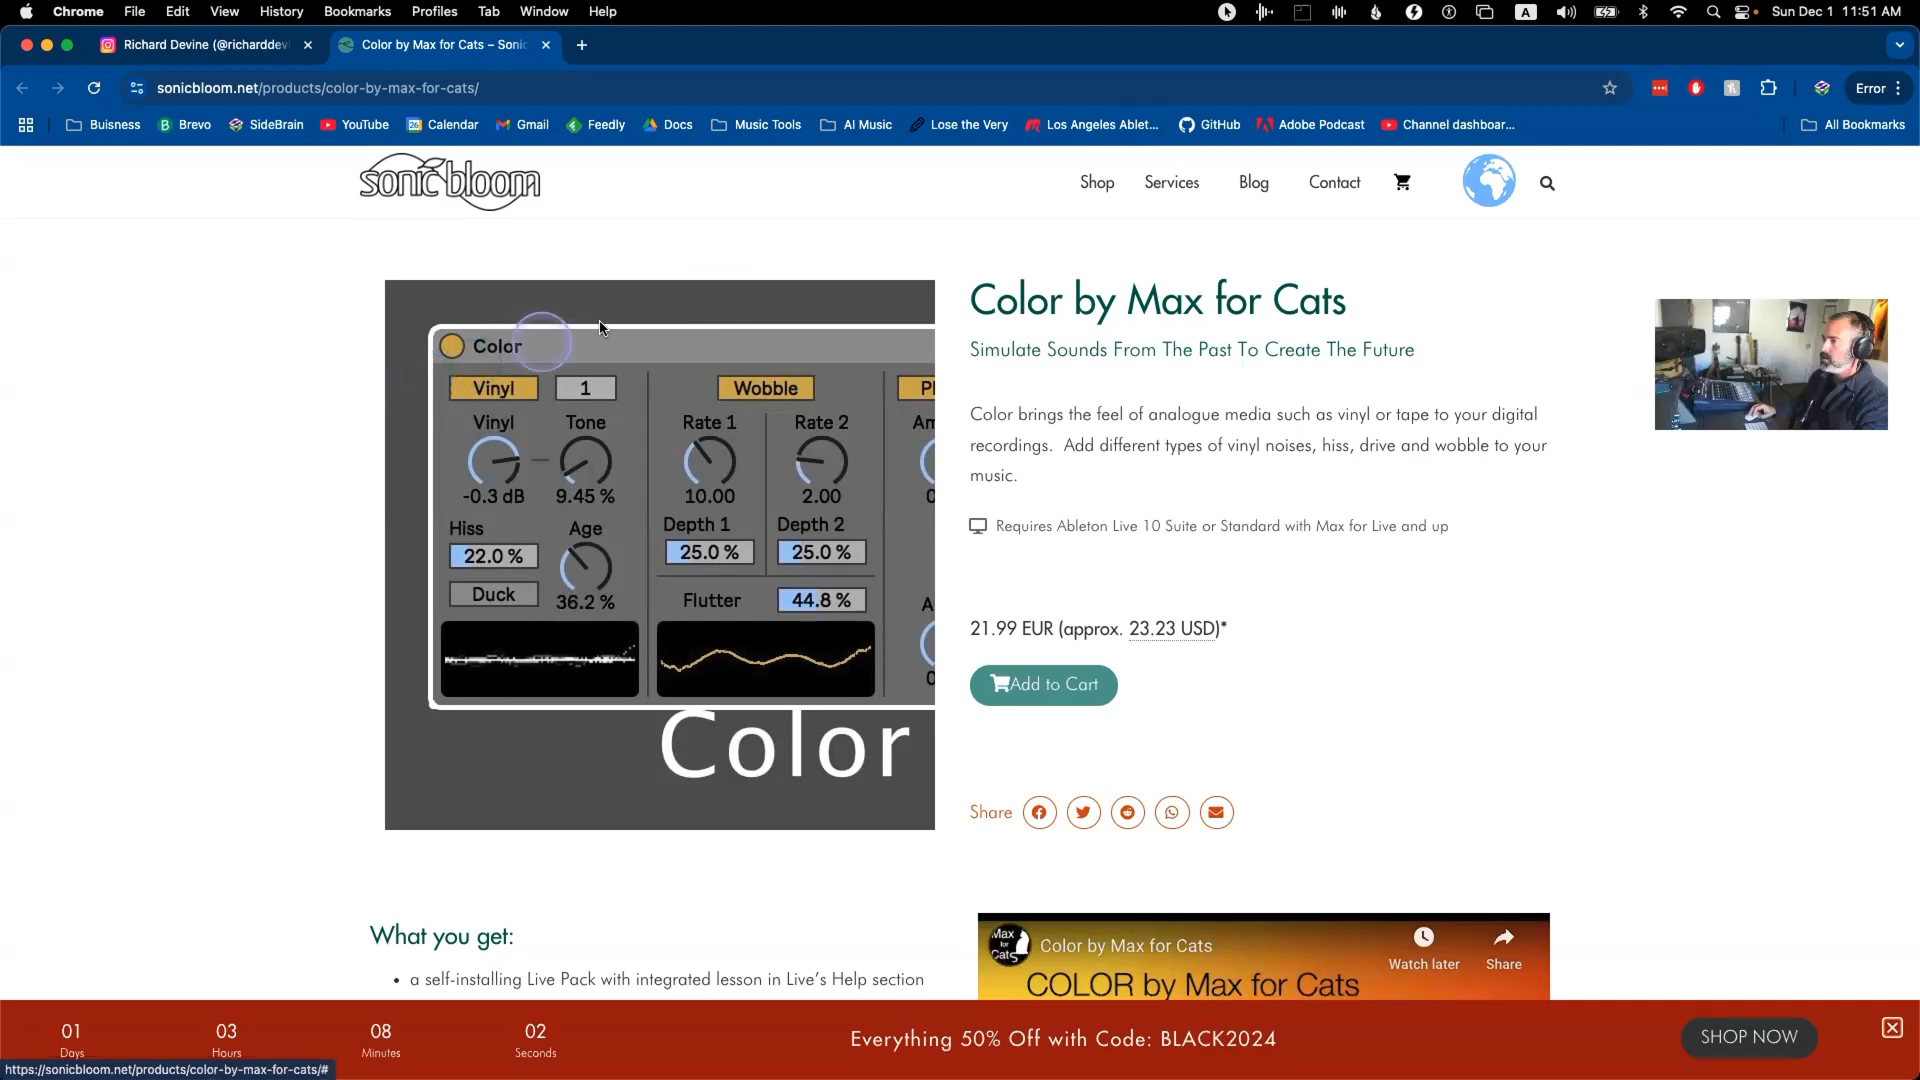 Chrome File Edit View History Bookmarks Profiles Tab Window Help
A
Sun Dec 1 11:51 AM
Richard Devine (@richarddevi
Color by Max for Cats – Sonic
sonicbloom.net/products/color-by-max-for-cats/
Error
Buisness Brevo SideBrain YouTube Calendar Gmail Feedly Docs Music Tools AI Music Lose the Very Los Angeles Ablet... GitHub Adobe Podcast Channel dashboar...
All Bookmarks
sonic bloom
Shop Services Blog Contact
Color by Max for Cats
Simulate Sounds From The Past To Create The Future
Color brings the feel of analogue media such as vinyl or tape to your digital
recordings. Add different types of vinyl noises, hiss, drive and wobble to your
music.
Requires Ableton Live 10 Suite or Standard with Max for Live and up
21.99 EUR (approx. 23.23 USD)*
Add to Cart
Share
Color
Vinyl 1 Wobble
Vinyl Tone Rate 1 Rate 2
-0.3 dB 9.45 % 10.00 2.00
Hiss Age Depth 1 Depth 2
22.0 % 25.0 % 25.0 %
Duck 36.2 % Flutter 44.8 %
Color
What you get:
• a self-installing Live Pack with integrated lesson in Live's Help section
Max for Cats
Color by Max for Cats
Watch later Share
COLOR by Max for Cats
01 03 08 02
Days Hours Minutes Seconds
Everything 50% Off with Code: BLACK2024
SHOP NOW
https://sonicbloom.net/products/color-by-max-for-cats/#